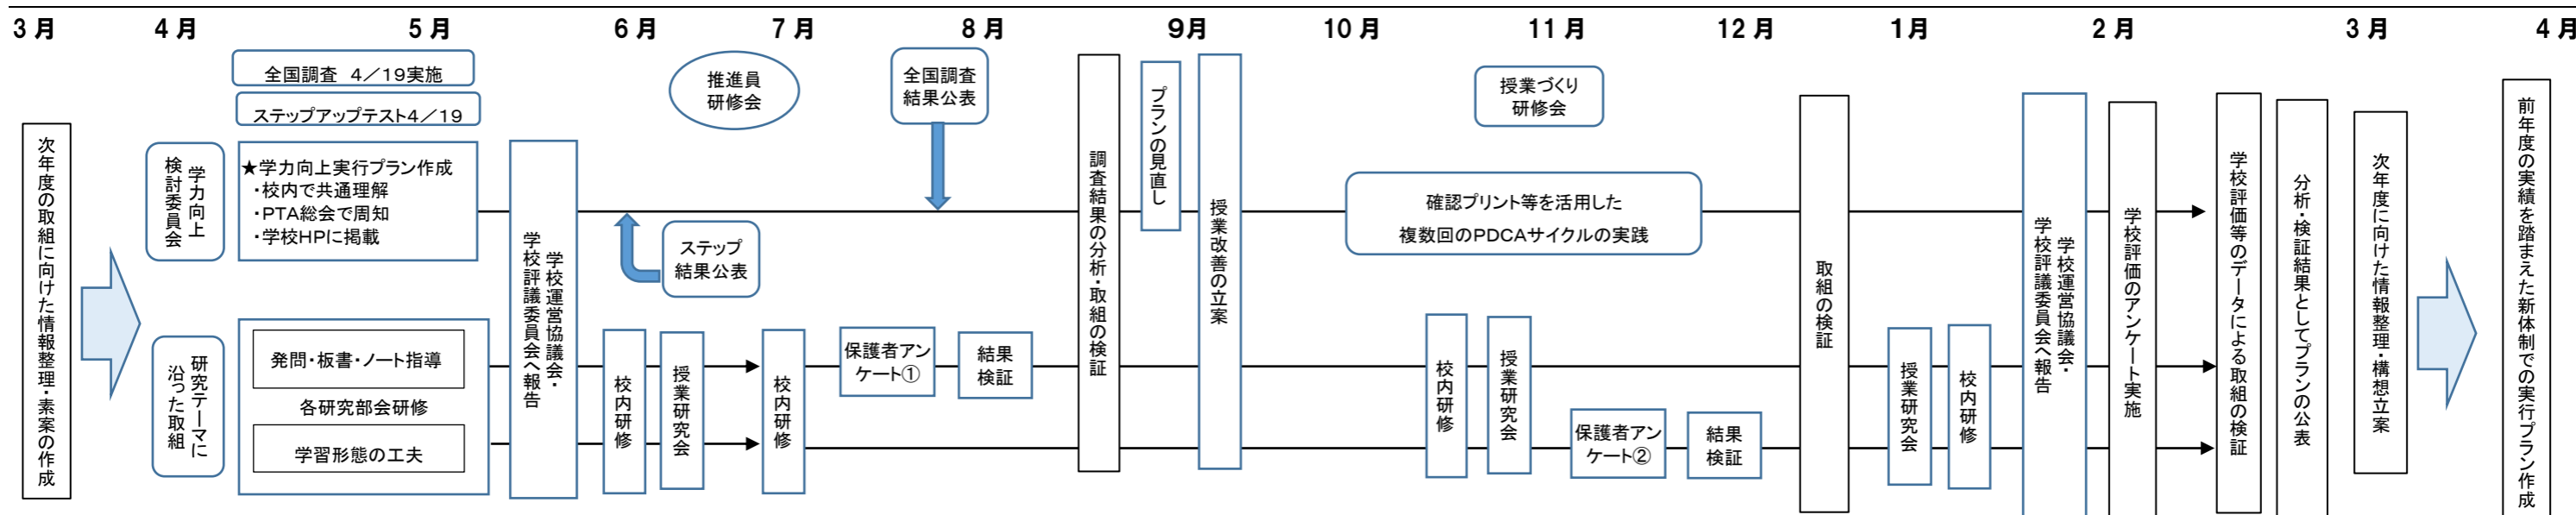 3月
4月
5月
6月
7月
8月
9月
10月
11月
12月
1月
2月
3月
4月
次年度の取組に向けた情報整理・素案の作成
学力向上
検討委員会
研究テーマに
沿った取組
全国調査 4／19実施
ステップアップテスト4／19
★学力向上実行プラン作成
・校内で共通理解
・PTA総会で周知
・学校HPに掲載
発問・板書・ノート指導
各研究部会研修
学習形態の工夫
学校運営協議会・
学校評議委員会へ報告
ステップ
結果公表
校内研修
授業研究会
推進員
研修会
校内研修
保護者アン
ケート①
結果
検証
全国調査
結果公表
調査結果の分析・取組の検証
プランの見直し
授業改善の立案
授業づくり
研修会
確認プリント等を活用した
複数回のPDCAサイクルの実践
校内研修
授業研究会
保護者アン
ケート②
結果
検証
取組の検証
授業研究会
校内研修
学校運営協議会・
学校評議委員会へ報告
学校評価のアンケート実施
学校評価等のデータによる取組の検証
分析・検証結果としてプランの公表
次年度に向けた情報整理・構想立案
前年度の実績を踏まえた新体制での実行プラン作成